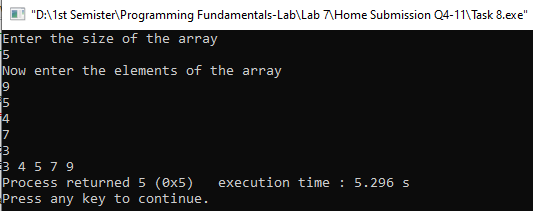 "D:\1st Semister\Programming Fundamentals-Lab\Lab 7\Home Submission Q4-11\Task 8.exe"
Enter the size of the array
5
Now enter the elements of the array
9
5
4
7
3
3 4 5 7 9
Process returned 5 (0x5)   execution time : 5.296 s
Press any key to continue.